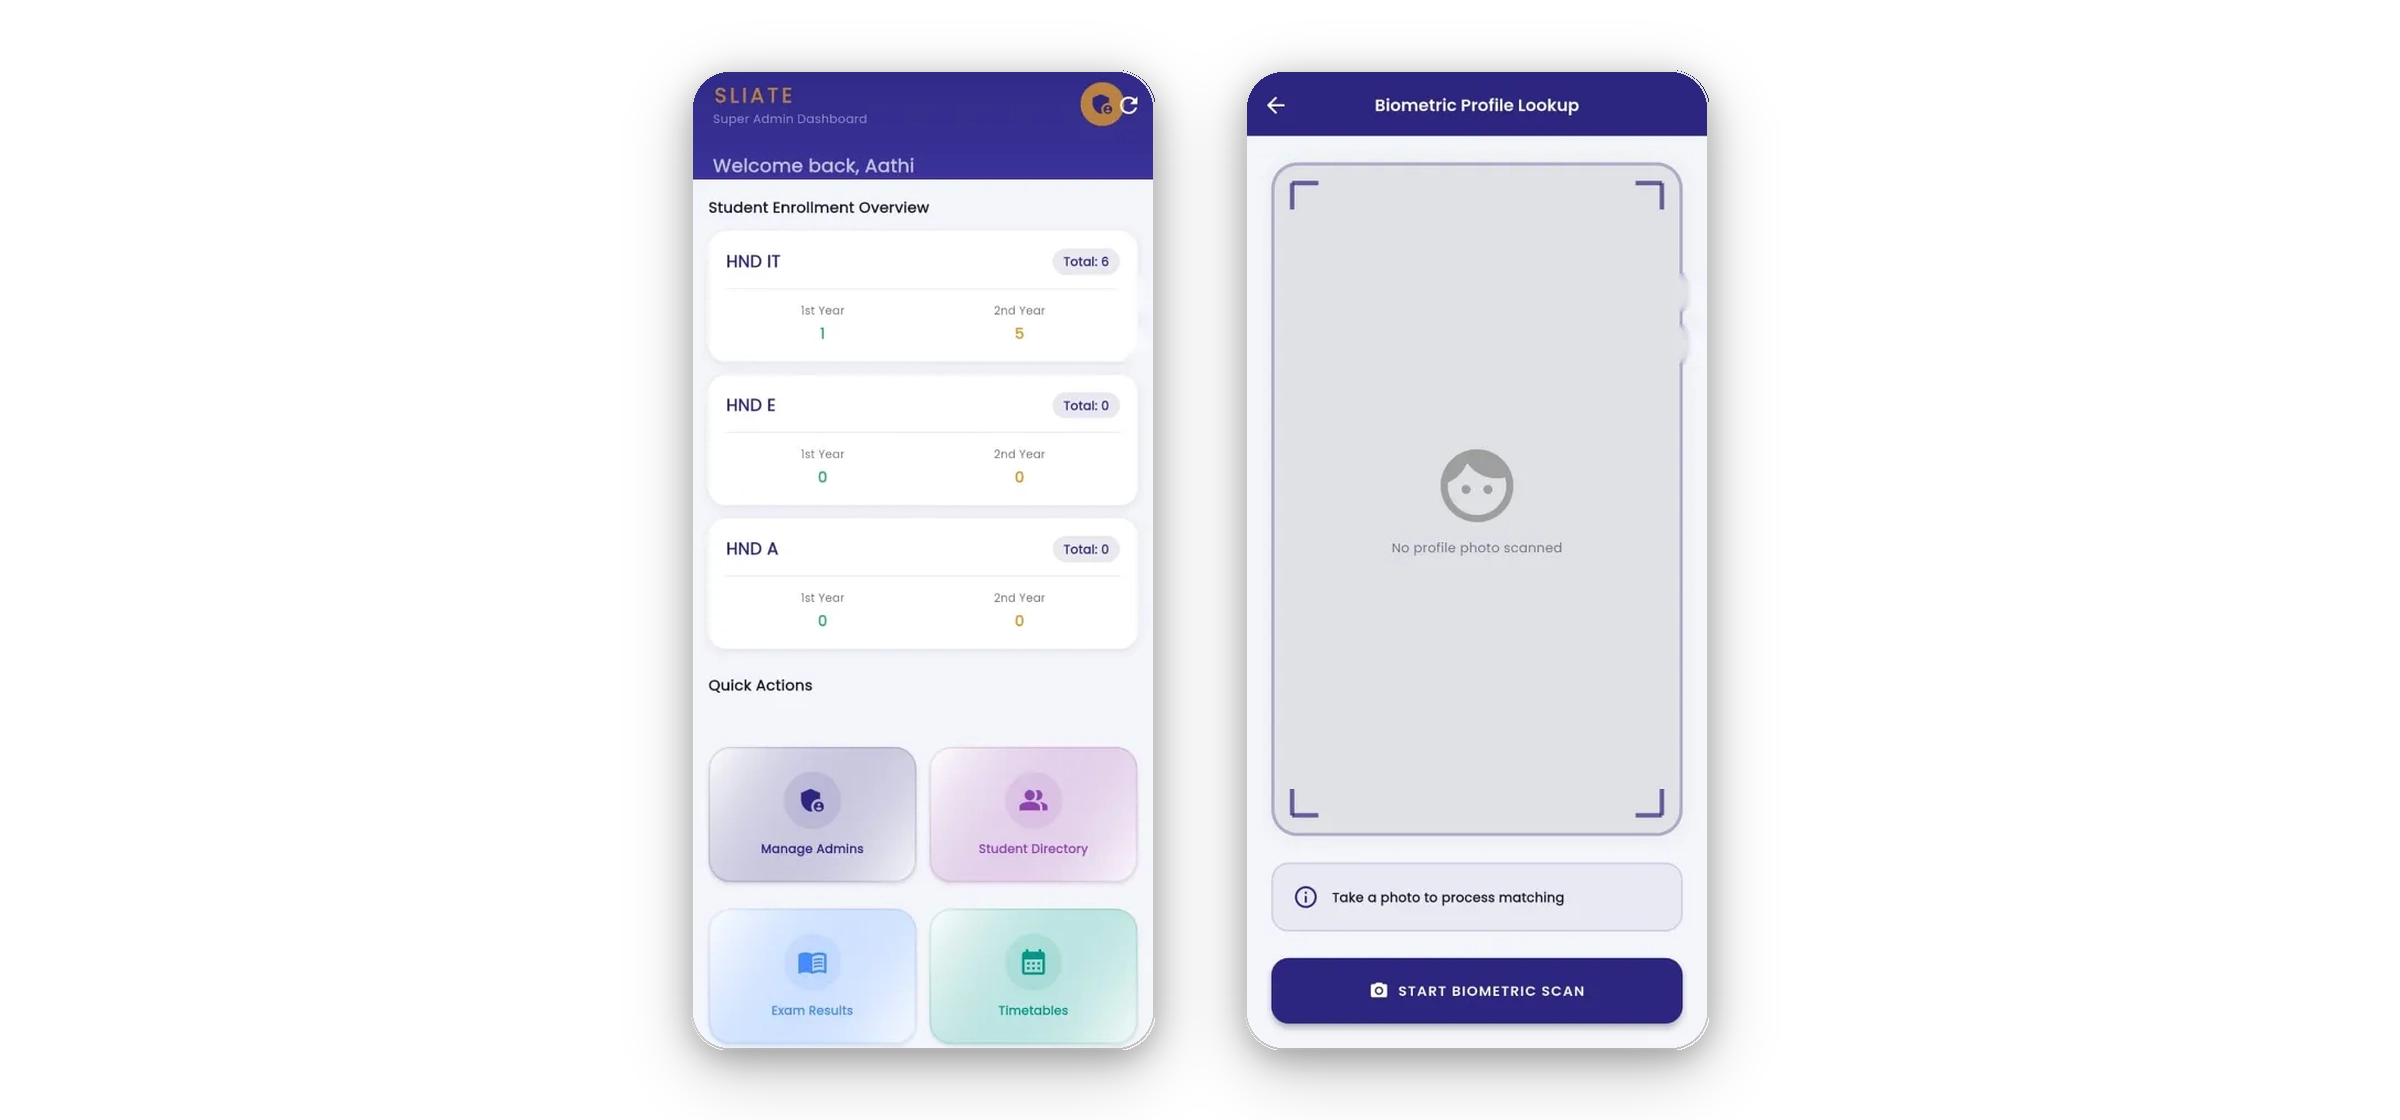 SLIATE
Super Admin Dashboard
Welcome back, Aathi
Student Enrollment Overview
HND IT
Total: 6
1st Year
2nd Year
1
5
HND E
Total: 0
1st Year
2nd Year
0
0
HND A
Total: 0
1st Year
2nd Year
0
0
Quick Actions
Manage Admins
Student Directory
Exam Results
Timetables
Biometric Profile Lookup
No profile photo scanned
Take a photo to process matching
START BIOMETRIC SCAN